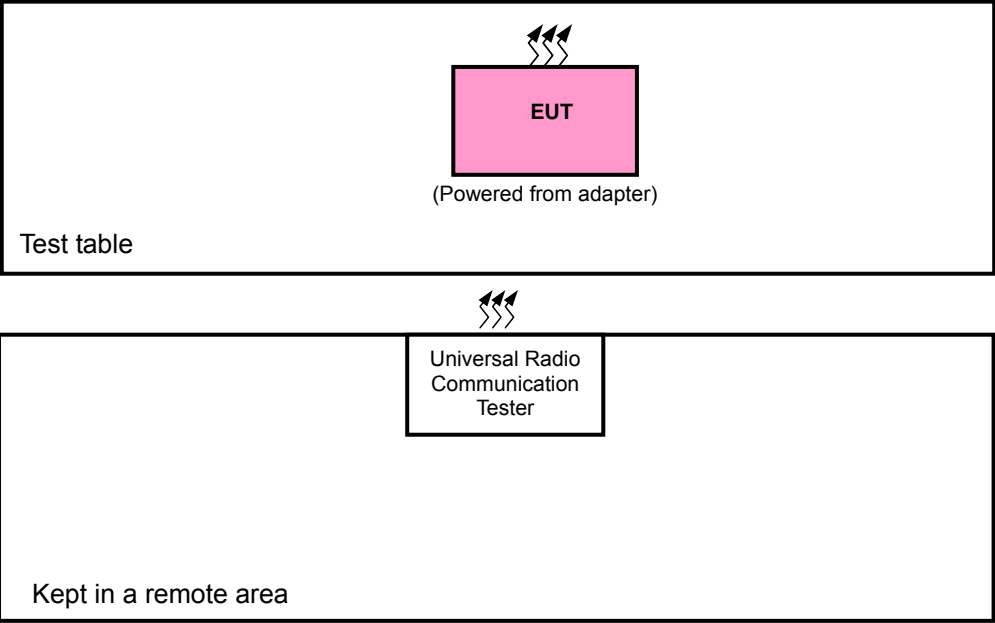 EUT
(Powered from adapter)
Test table
Universal Radio
Communication
Tester
Kept in a remote area